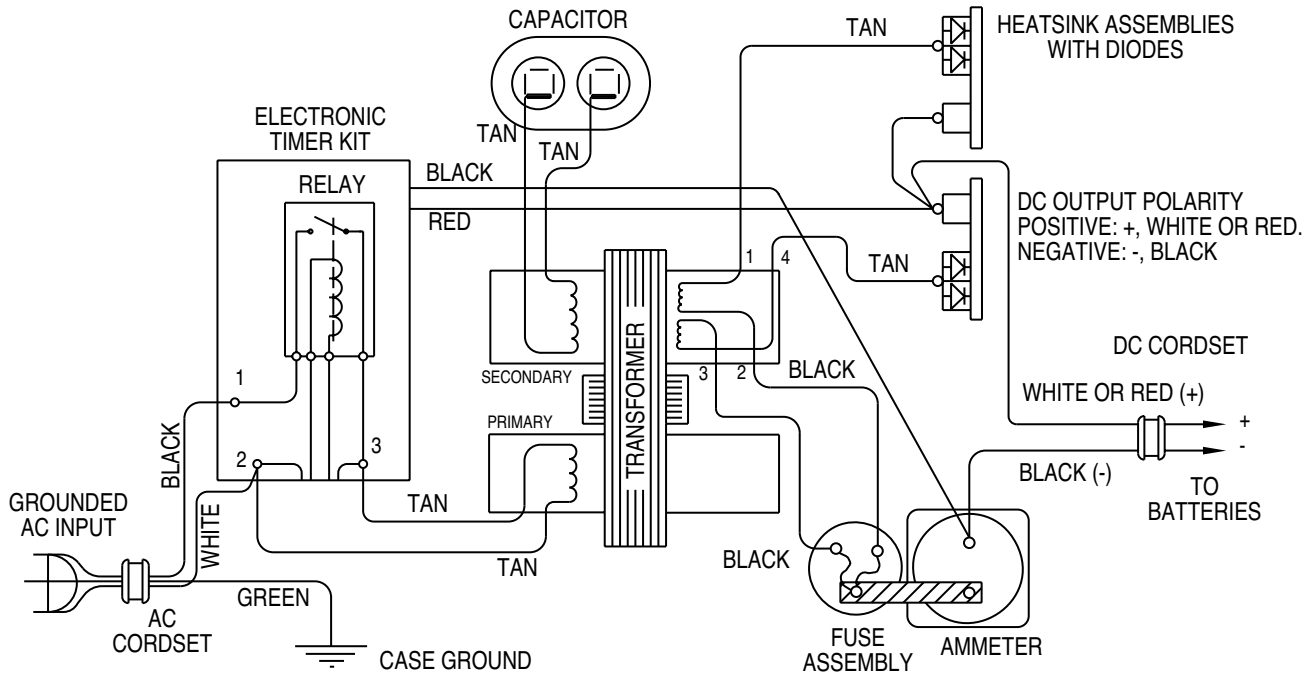 CAPACITOR
TAN
HEATSINK ASSEMBLIES
WITH DIODES
ELECTRONIC
TIMER KIT
TAN
TAN
RELAY
BLACK
RED
DC OUTPUT POLARITY
POSITIVE: +, WHITE OR RED.
NEGATIVE: -, BLACK
1
4
TAN
TRANSFORMER
DC CORDSET
SECONDARY
3
2
BLACK
1
WHITE OR RED (+)
PRIMARY
+
-
BLACK
2
3
BLACK (-)
TO
BATTERIES
GROUNDED
AC INPUT
TAN
WHITE
TAN
BLACK
GREEN
AC
CORDSET
CASE GROUND
FUSE
ASSEMBLY
AMMETER